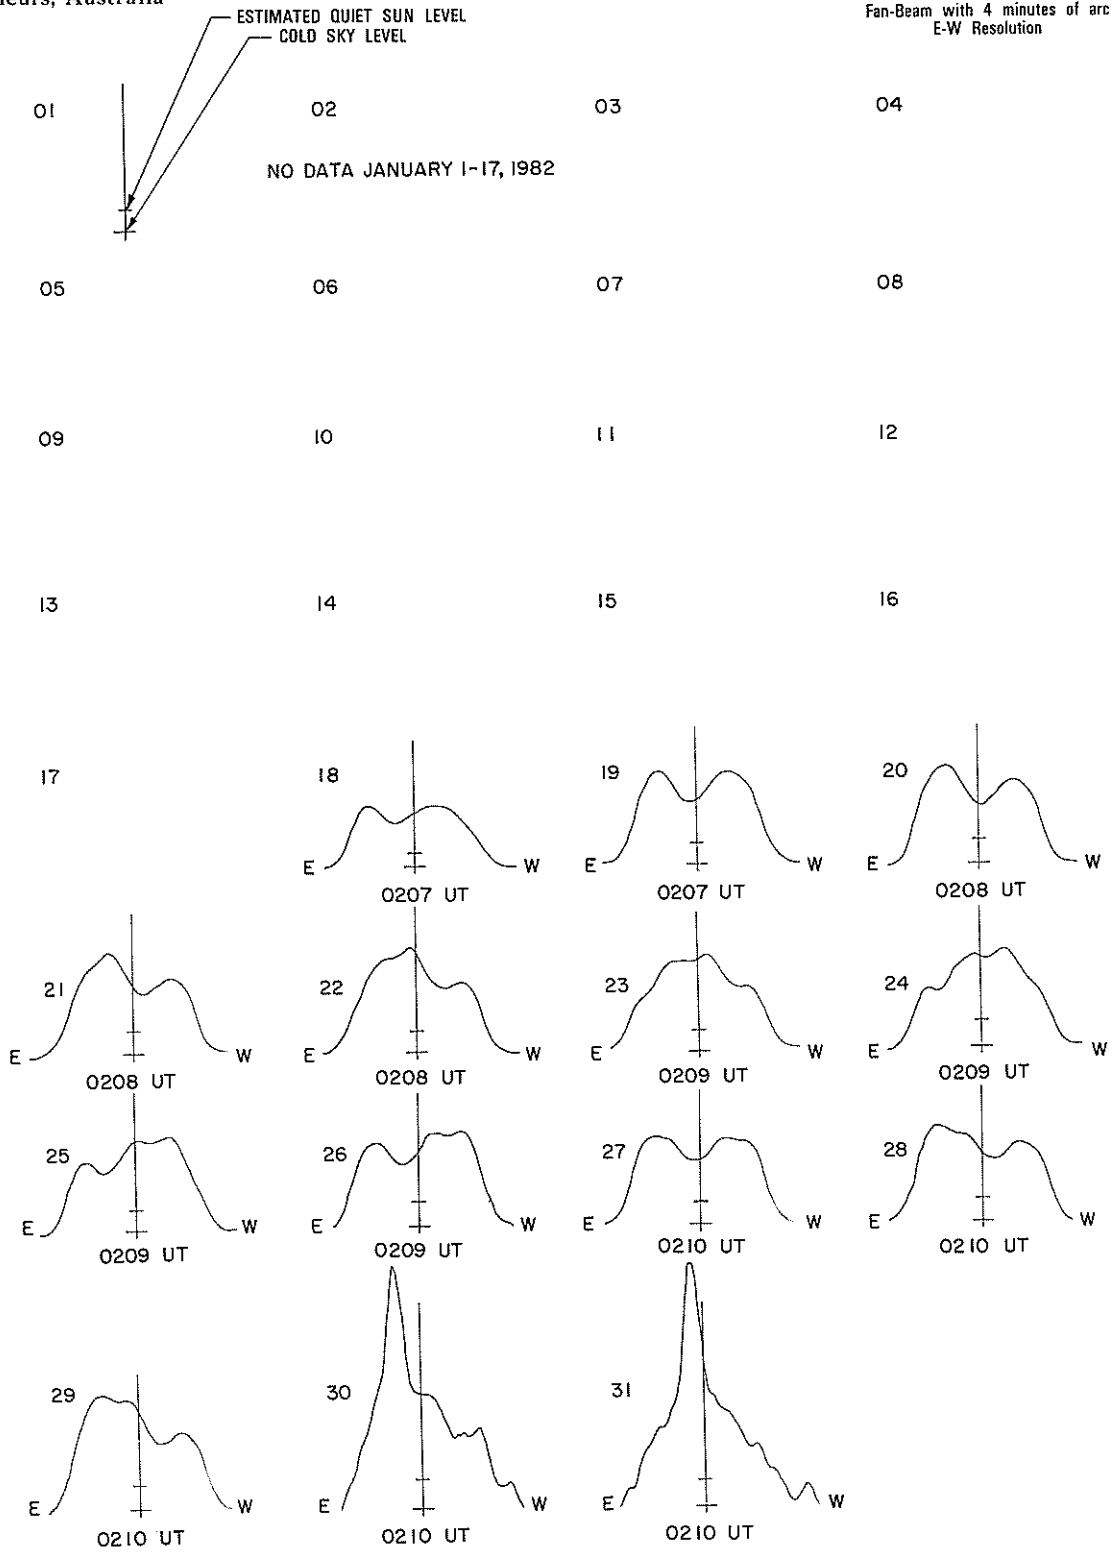 Australia
Fan-Beam with 4 minutes of arc
E-W Resolution
ESTIMATED QUIET SUN LEVEL
COLD SKY LEVEL
01 02 03 04
NO DATA JANUARY 1-17, 1982
05 06 07 08
09 10 11 12
13 14 15 16
17 18 19 20
E W E W E W
0207 UT 0207 UT 0208 UT
21 22 23 24
E W E W E W E W
0208 UT 0208 UT 0209 UT 0209 UT
25 26 27 28
E W E W E W E W
0209 UT 0209 UT 0210 UT 0210 UT
29 30 31
E W E W E W
0210 UT 0210 UT 0210 UT